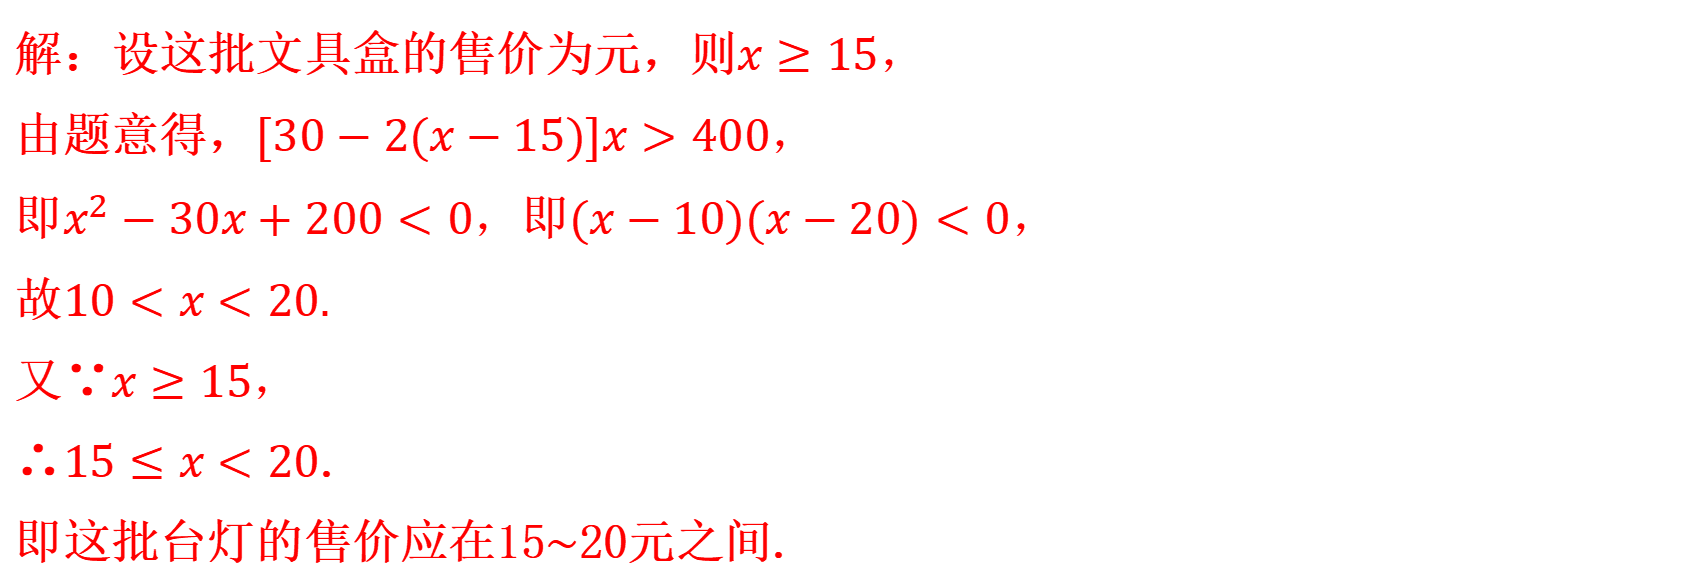 解：设这批文具盒的售价为元，则x ≥ 15，
由题意得，[30 − 2(x − 15)]x > 400，
即x² − 30x + 200 < 0，即(x − 10)(x − 20) < 0，
故10 < x < 20.
又∵x ≥ 15，
∴15 ≤ x < 20.
即这批台灯的售价应在15~20元之间.